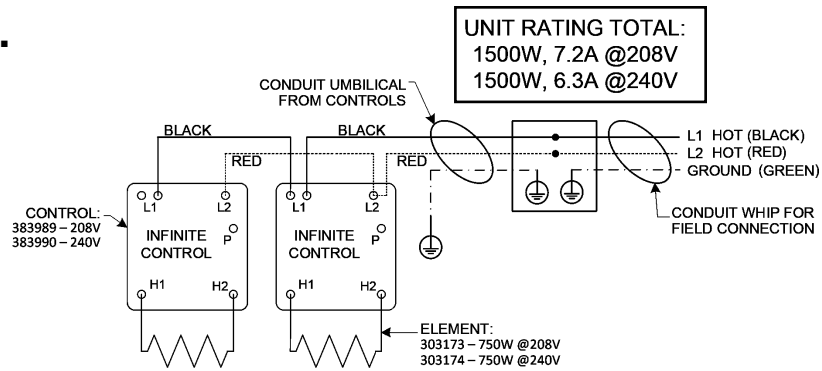 UNIT RATING TOTAL:
1500W, 7.2A @208V
1500W, 6.3A @240V
CONDUIT UMBILICAL
FROM CONTROLS
BLACK
BLACK
L1 HOT (BLACK)
RED
RED
L2 HOT (RED)
GROUND (GREEN)
L1
L2
L1
L2
CONTROL:
383989 – 208V
383990 – 240V
INFINITE
CONTROL
P
INFINITE
CONTROL
P
CONDUIT WHIP FOR
FIELD CONNECTION
H1
H2
H1
H2
ELEMENT:
303173 – 750W @208V
303174 – 750W @240V